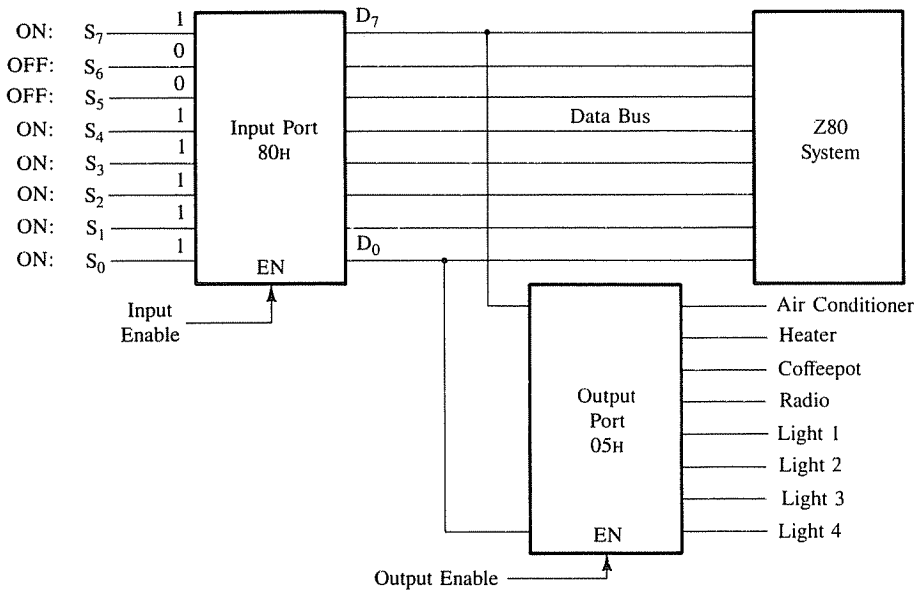 ON: S7 1
OFF: S6 0
OFF: S5 0
ON: S4 1
ON: S3 1
ON: S2 1
ON: S1 1
ON: S0 1
Input Port
80H
EN
Input
Enable
D7
D0
Data Bus
Z80
System
Output
Port
05H
EN
Output Enable
Air Conditioner
Heater
Coffeepot
Radio
Light 1
Light 2
Light 3
Light 4